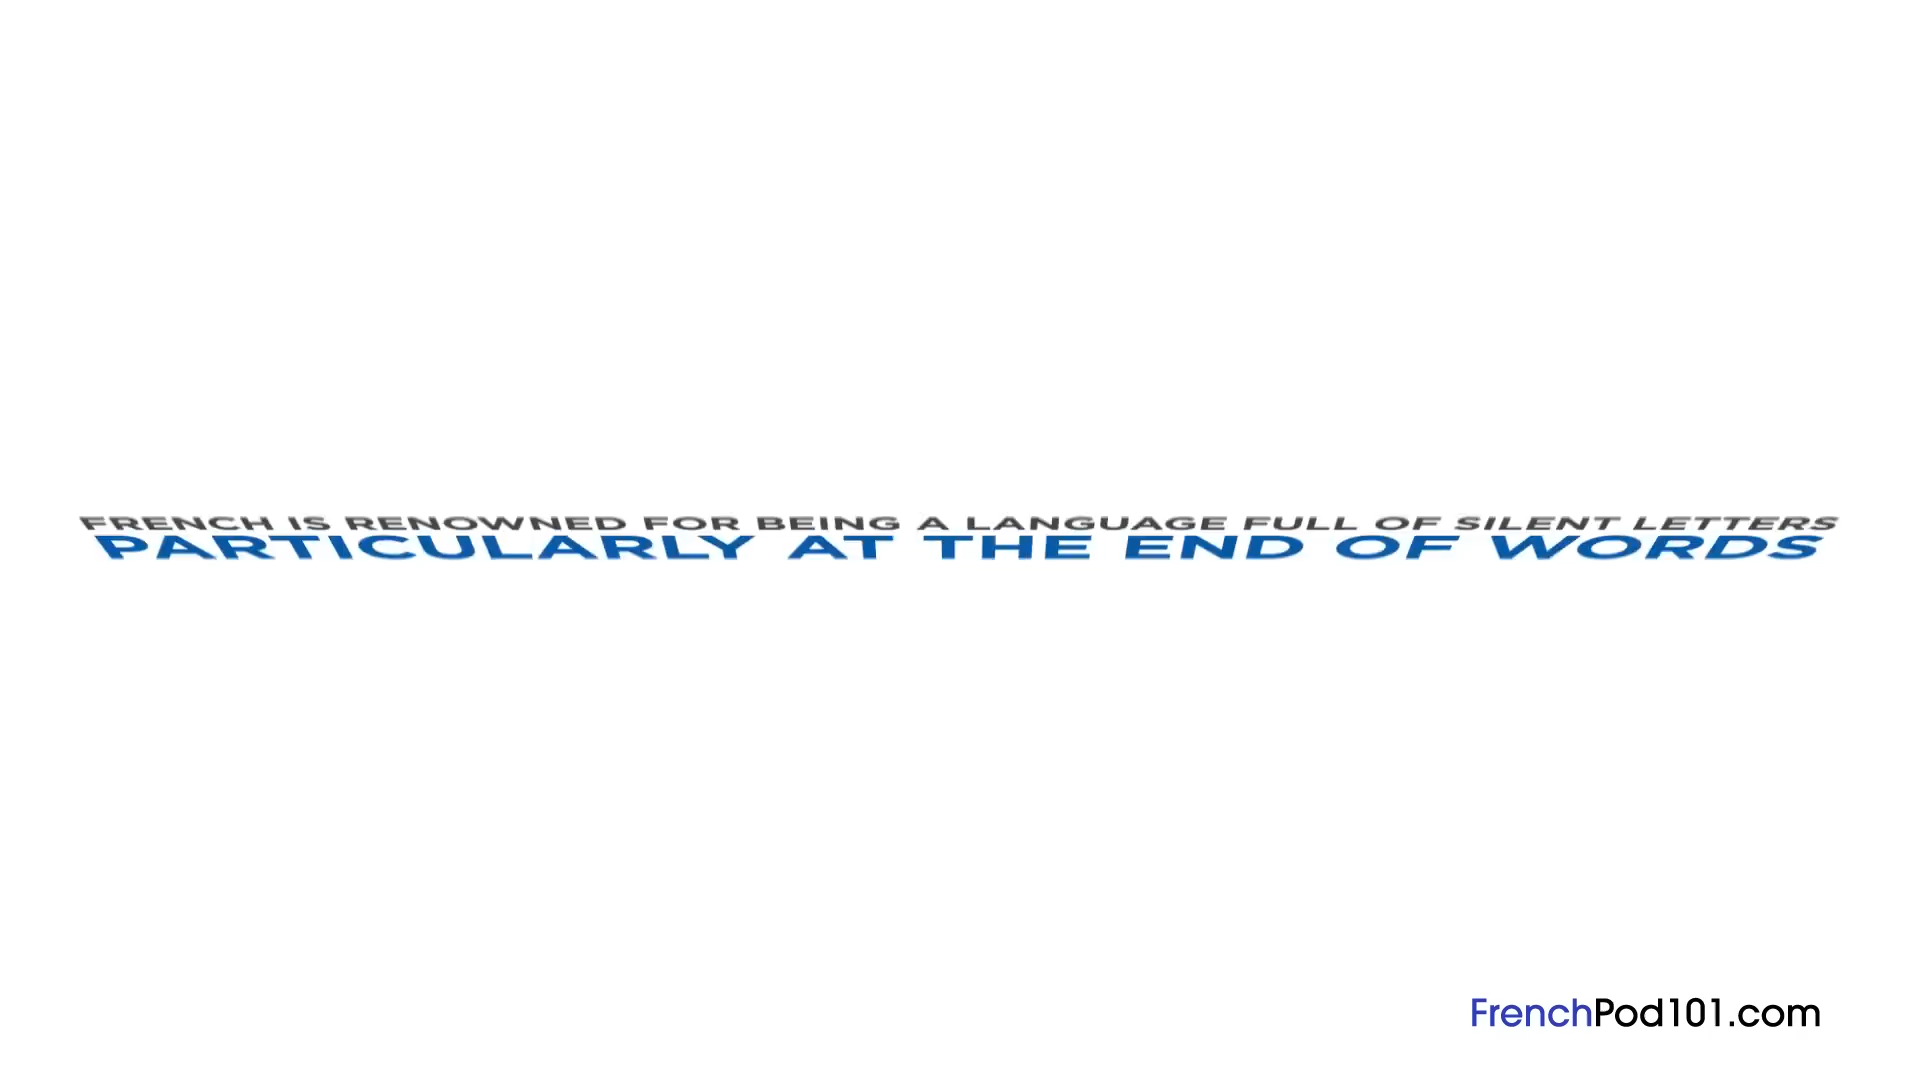 FRENCH IS RENOWNED FOR BEING A LANGUAGE FULL OF SILENT LETTERS
PARTICULARLY AT THE END OF WORDS
FrenchPod101.com